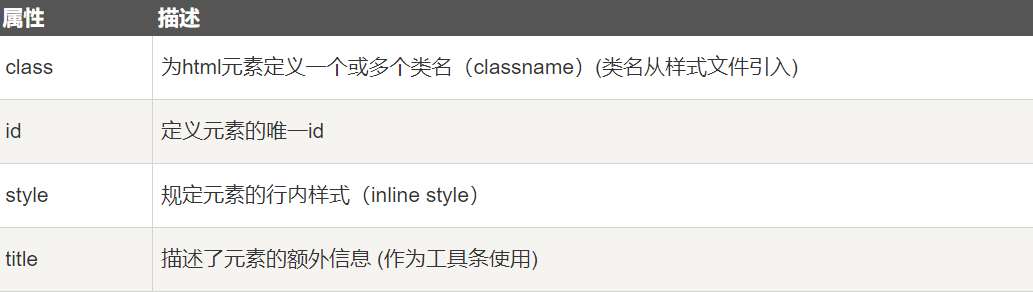 属性 描述
class 为html元素定义一个或多个类名（classname）(类名从样式文件引入)
id 定义元素的唯一id
style 规定元素的行内样式（inline style）
title 描述了元素的额外信息 (作为工具条使用)